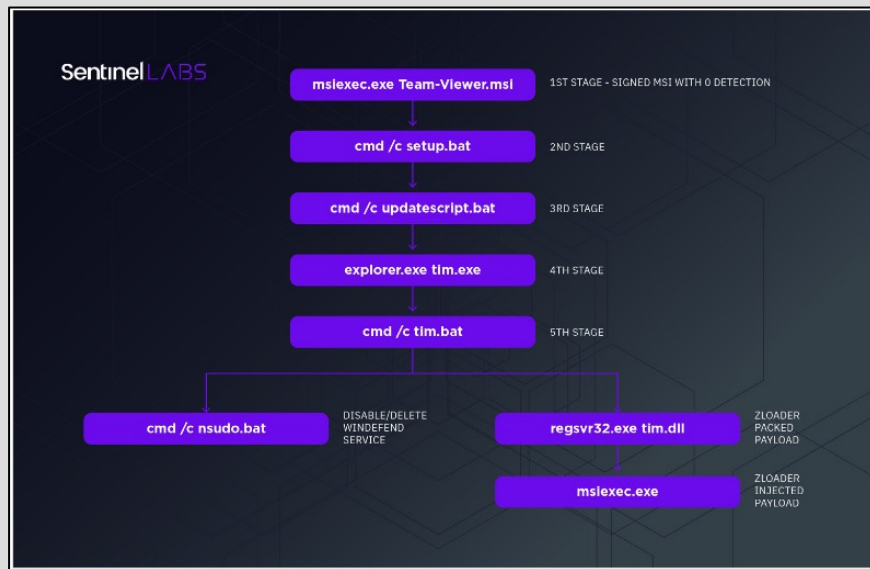 SentinelLABS
msiexec.exe Team-Viewer.msi
1ST STAGE - SIGNED MSI WITH 0 DETECTION
cmd /c setup.bat
2ND STAGE
cmd /c updatescript.bat
3RD STAGE
explorer.exe tim.exe
4TH STAGE
cmd /c tim.bat
5TH STAGE
cmd /c nsudo.bat
DISABLE/DELETE
WINDEFEND
SERVICE
regsvr32.exe tim.dll
ZLOADER
PACKED
PAYLOAD
msiexec.exe
ZLOADER
INJECTED
PAYLOAD